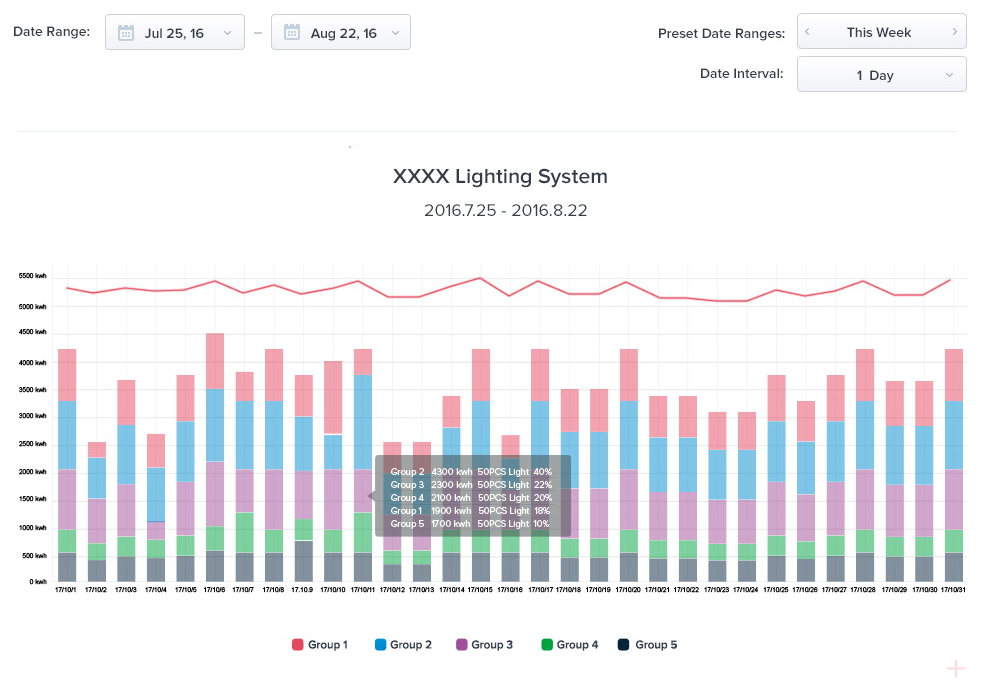 Date Range: Jul 25, 16 – Aug 22, 16
Preset Date Ranges: This Week
Date Interval: 1 Day
XXXX Lighting System
2016.7.25 - 2016.8.22
5500 kwh
5000 kwh
4500 kwh
4000 kwh
3500 kwh
3000 kwh
2500 kwh
2000 kwh
1500 kwh
1000 kwh
500 kwh
0 kwh
Group 2 4300 kwh 50PCS Light 40%
Group 3 2300 kwh 50PCS Light 22%
Group 4 2100 kwh 50PCS Light 20%
Group 1 1900 kwh 50PCS Light 18%
Group 5 1700 kwh 50PCS Light 10%
17/10/1 17/10/2 17/10/3 17/10/4 17/10/5 17/10/6 17/10/7 17/10/8 17/10.9 17/10/10 17/10/11 17/10/12 17/10/13 17/10/14 17/10/15 17/10/16 17/10/17 17/10/18 17/10/19 17/10/20 17/10/21 17/10/22 17/10/23 17/10/24 17/10/25 17/10/26 17/10/27 17/10/28 17/10/29 17/10/30 17/10/31
Group 1 Group 2 Group 3 Group 4 Group 5